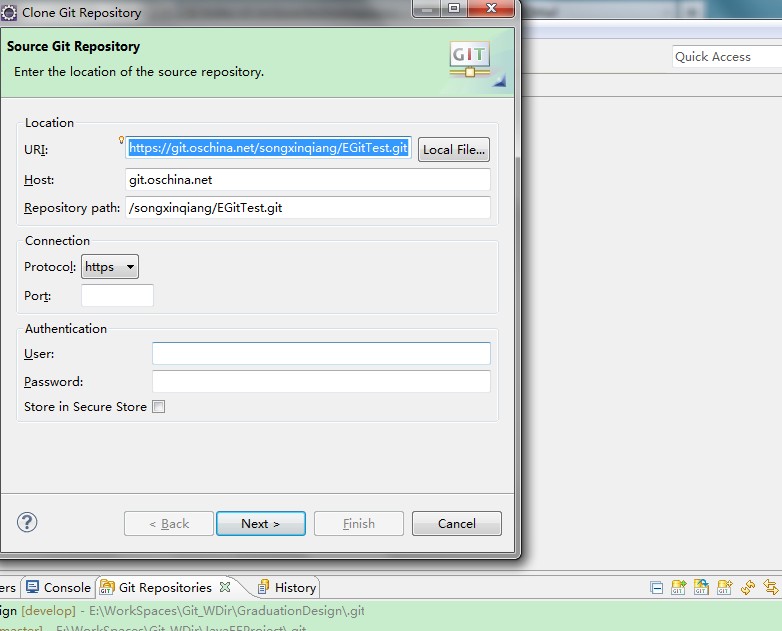 Clone Git Repository
Source Git Repository
Enter the location of the source repository.
GIT
Quick Access
Location
URI: https://git.oschina.net/songxinqiang/EGitTest.git Local File...
Host: git.oschina.net
Repository path: /songxinqiang/EGitTest.git
Connection
Protocol: https
Port:
Authentication
User:
Password:
Store in Secure Store
< Back Next > Finish Cancel
ers Console Git Repositories History
ign [develop] - E:\WorkSpaces\Git_WDir\GraduationDesign\.git
master] - E:\WorkSpaces\Git_WDir\JavaEEProject\.git